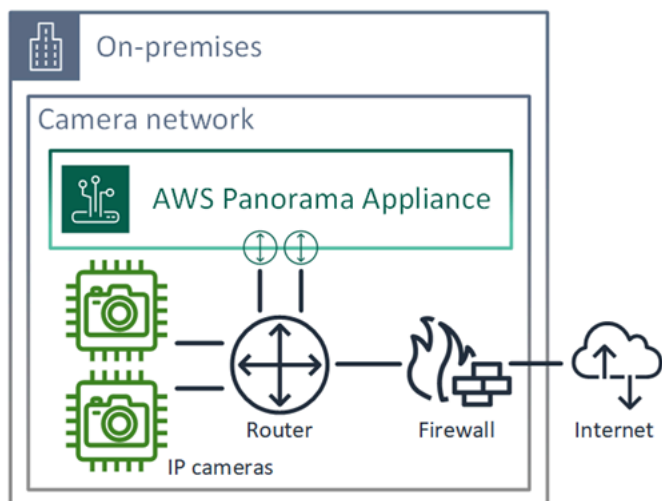 On-premises
Camera network
AWS Panorama Appliance
Router
Firewall
Internet
IP cameras